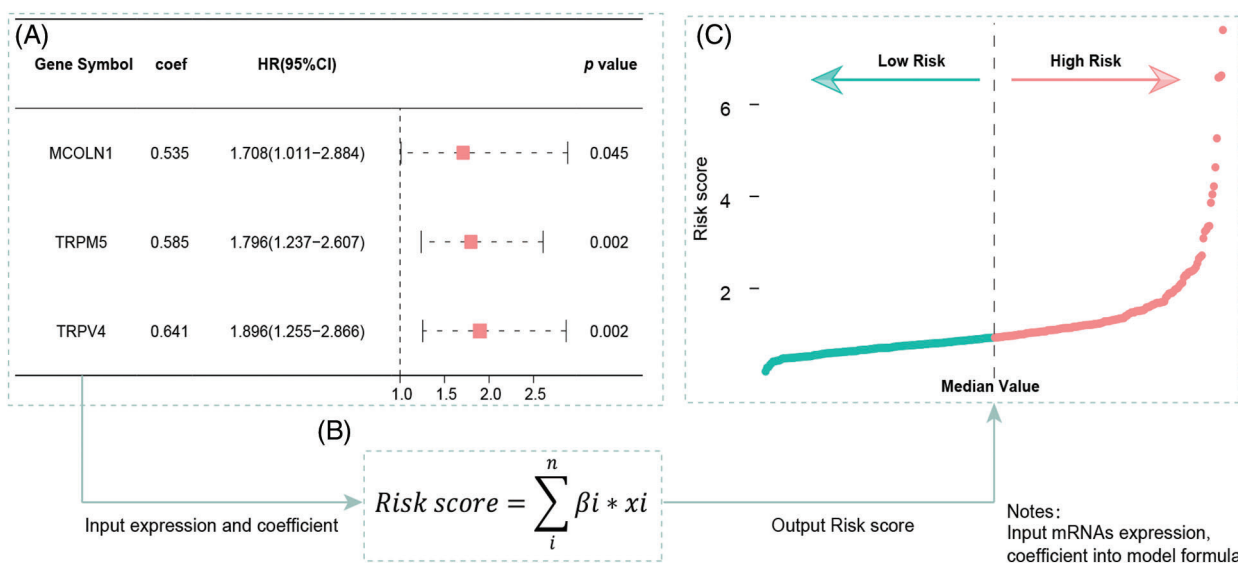 (A)
Gene Symbol coef HR(95%CI) p value
MCOLN1 0.535 1.708(1.011−2.884) 0.045
TRPM5 0.585 1.796(1.237−2.607) 0.002
TRPV4 0.641 1.896(1.255−2.866) 0.002
1.0 1.5 2.0 2.5
(B)
Risk score = n ∑ i βi * xi
Input expression and coefficient
Output Risk score
(C)
Low Risk High Risk
Risk score
6
4
2
Median Value
Notes:
Input mRNAs expression,
coefficient into model formula